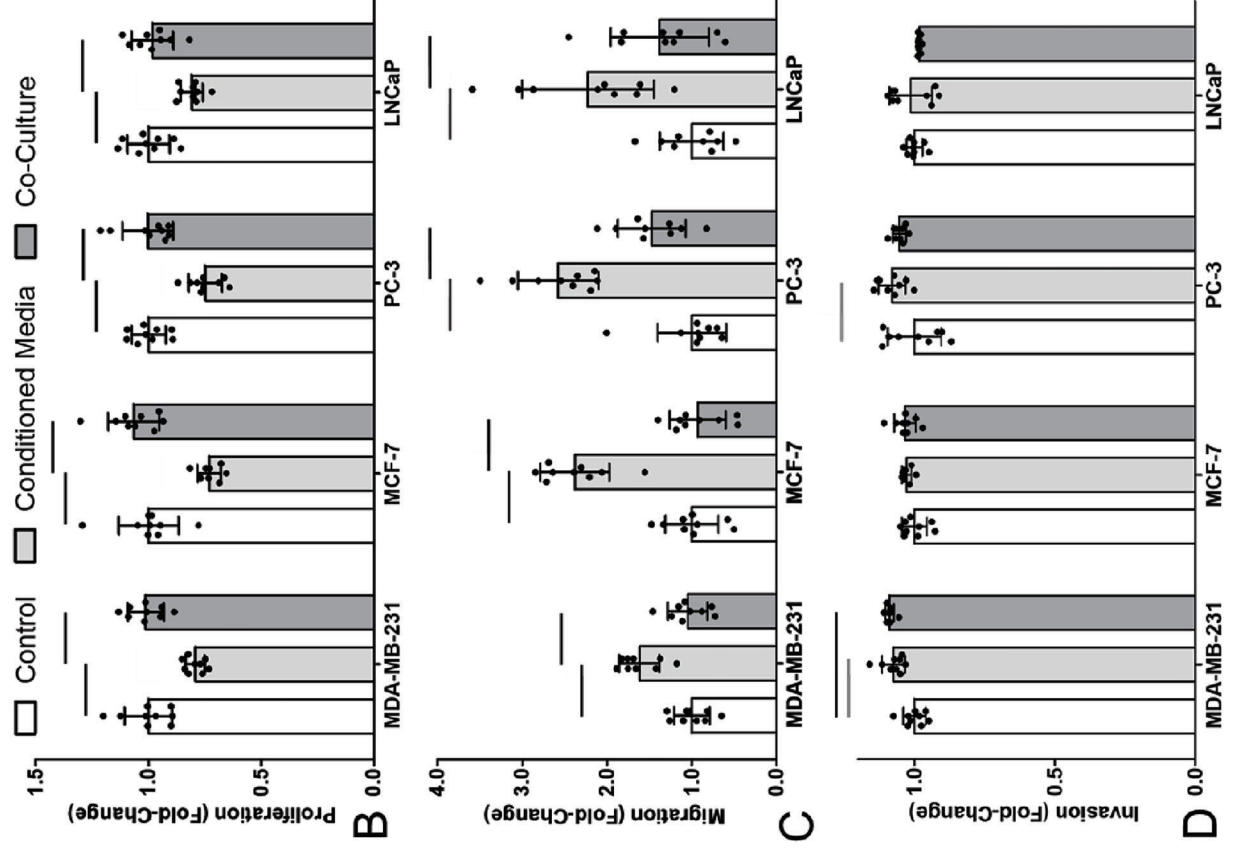 Control Conditioned Media Co-Culture
Proliferation (Fold-Change)
1.5
1.0
0.5
0.0
MDA-MB-231 MCF-7 PC-3 LNCaP
B
Migration (Fold-Change)
4.0
3.0
2.0
1.0
0.0
MDA-MB-231 MCF-7 PC-3 LNCaP
C
Invasion (Fold-Change)
1.0
0.5
0.0
MDA-MB-231 MCF-7 PC-3 LNCaP
D